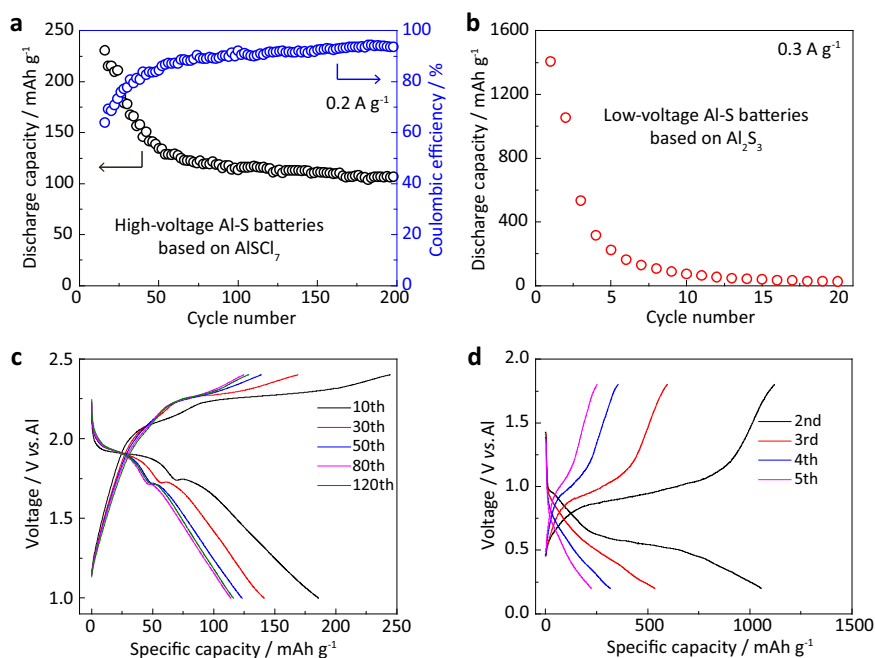 a
250
200
150
100
50
0
Discharge capacity / mAh g⁻¹
0
50
100
150
200
Cycle number
100
80
60
40
20
0
Coulombic efficiency / %
0.2 A g⁻¹
High-voltage Al-S batteries
based on AlSCl₇
b
1600
1200
800
400
0
Discharge capacity / mAh g⁻¹
0
5
10
15
20
Cycle number
0.3 A g⁻¹
Low-voltage Al-S batteries
based on Al₂S₃
c
2.5
2.0
1.5
1.0
Voltage / V vs.Al
0
50
100
150
200
250
Specific capacity / mAh g⁻¹
10th
30th
50th
80th
120th
d
2.0
1.5
1.0
0.5
0.0
Voltage / V vs.Al
0
500
1000
1500
Specific capacity / mAh g⁻¹
2nd
3rd
4th
5th